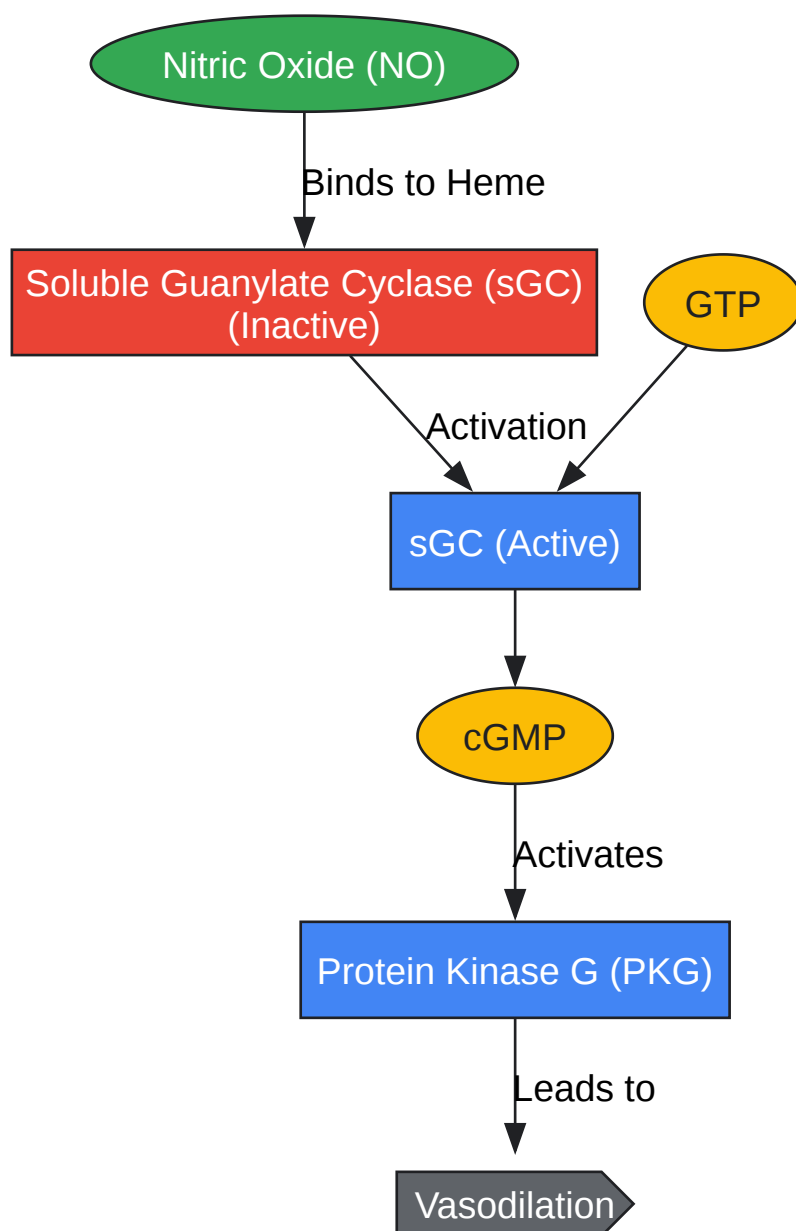 Nitric Oxide (NO)
Binds to Heme
Soluble Guanylate Cyclase (sGC)
(Inactive)
GTP
Activation
sGC (Active)
cGMP
Activates
Protein Kinase G (PKG)
Leads to
Vasodilation